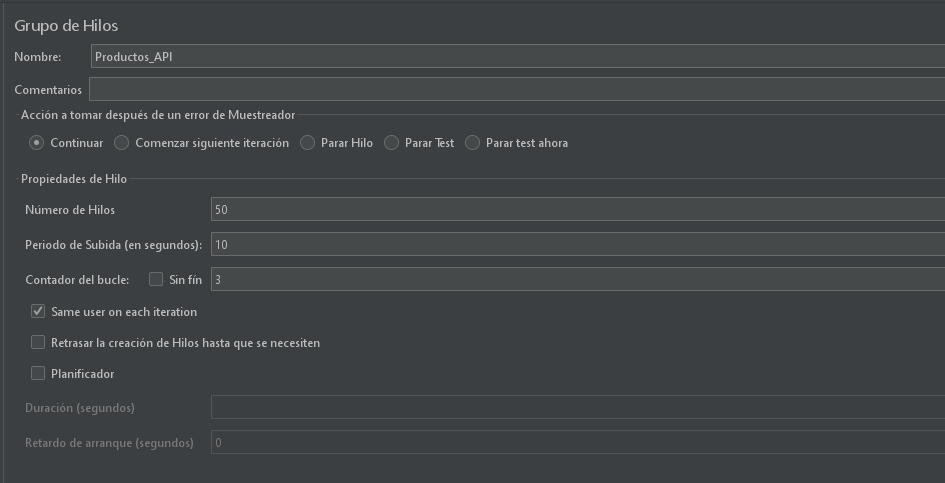 Grupo de Hilos
Nombre: Productos_API
Comentarios
Acción a tomar después de un error de Muestreador
Continuar Comenzar siguiente iteración Parar Hilo Parar Test Parar test ahora
Propiedades de Hilo
Número de Hilos 50
Periodo de Subida (en segundos): 10
Contador del bucle: Sin fín 3
Same user on each iteration
Retrasar la creación de Hilos hasta que se necesiten
Planificador
Duración (segundos)
Retardo de arranque (segundos) 0